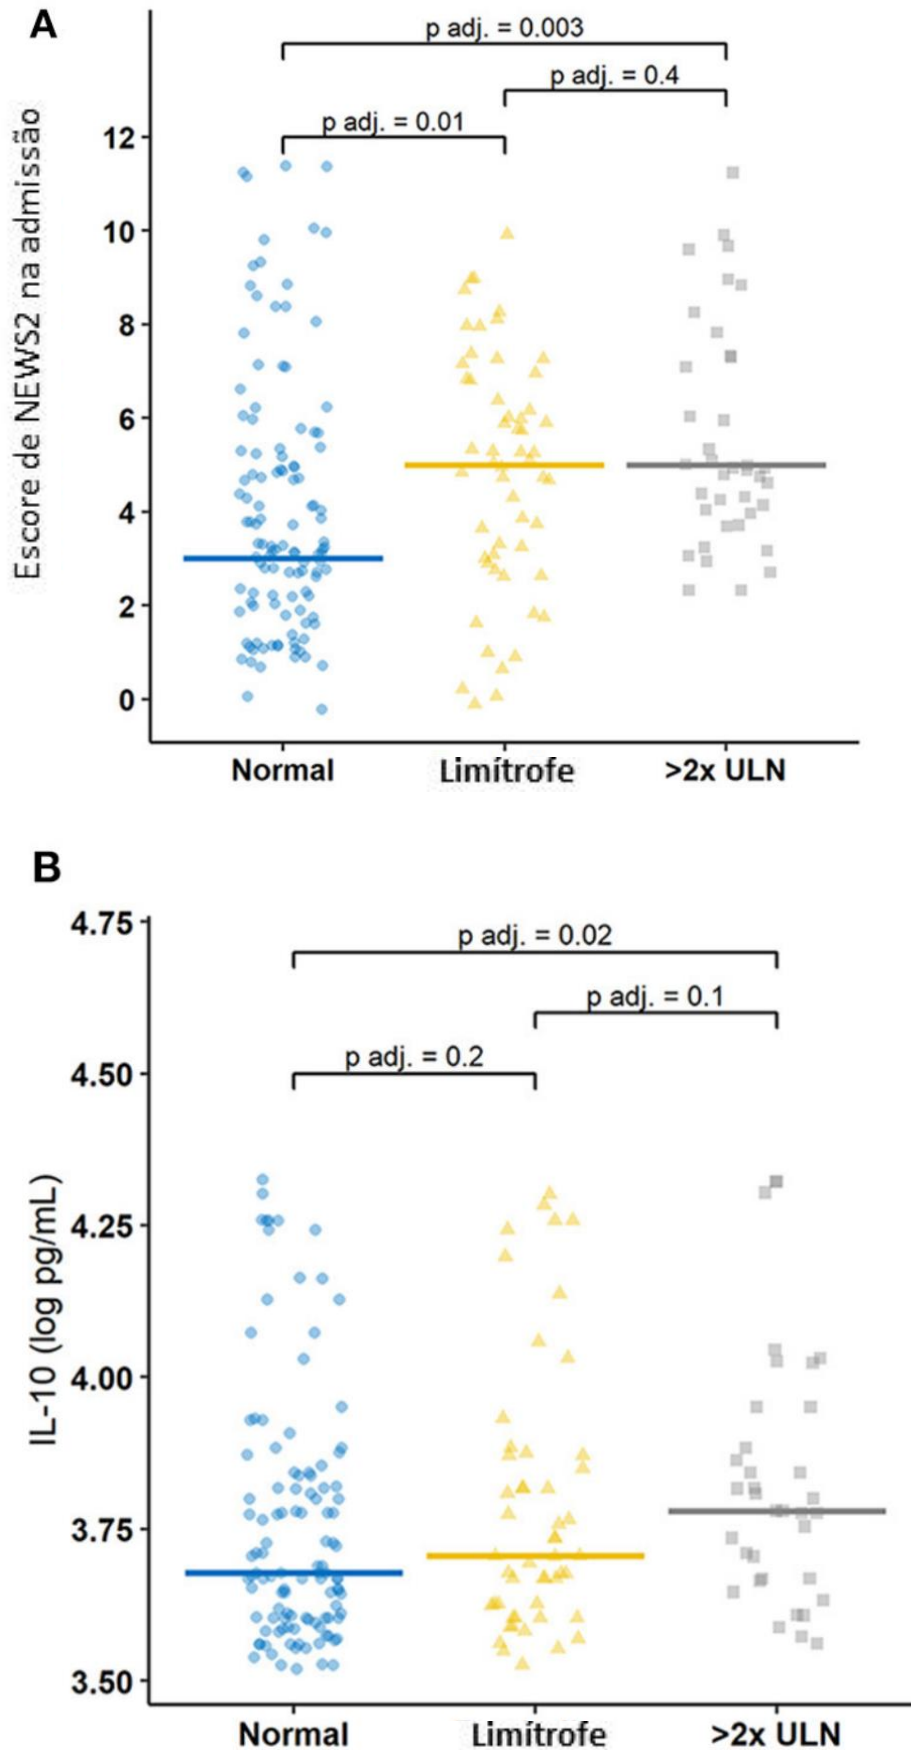 A
p adj. = 0.003
p adj. = 0.4
p adj. = 0.01
Escore de NEWS2 na admissão
12
10
8
6
4
2
0
Normal Limítrofe >2x ULN
B
4.75
p adj. = 0.02
p adj. = 0.1
p adj. = 0.2
4.50
IL-10 (log pg/mL)
4.25
4.00
3.75
3.50
Normal Limítrofe >2x ULN